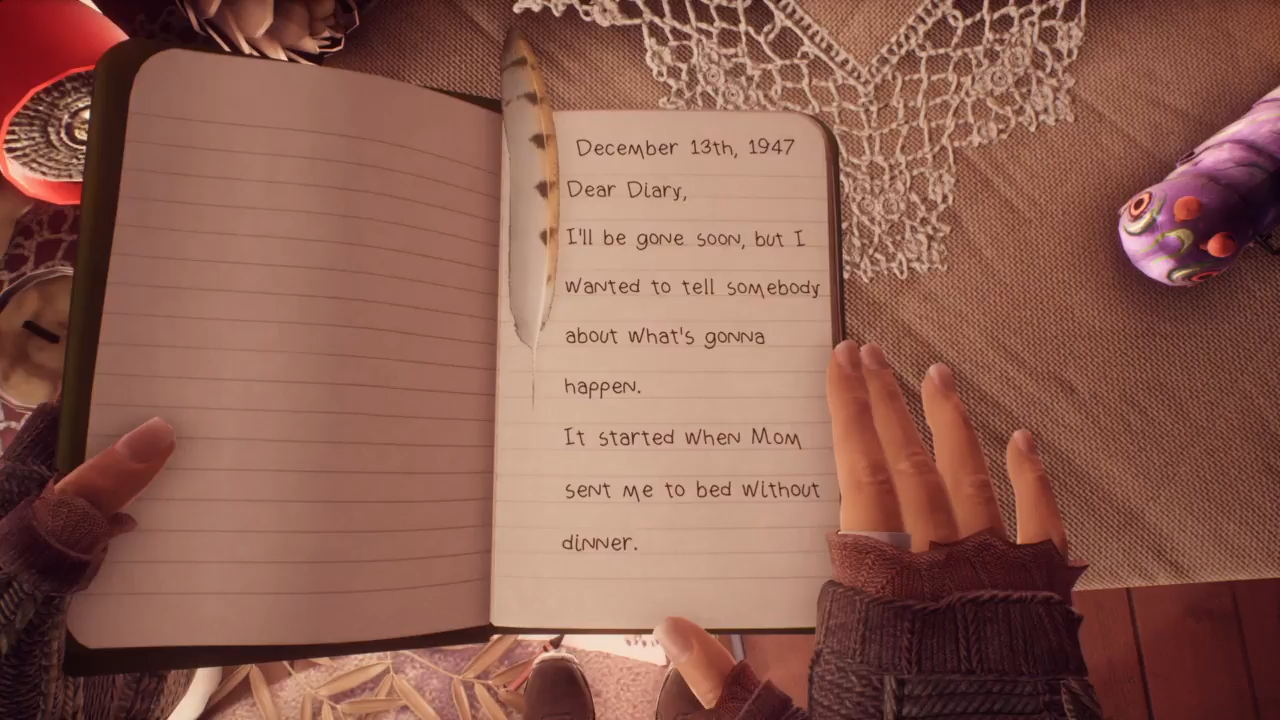 December 13th, 1947
Dear Diary,
I'll be gone soon, but I
wanted to tell somebody
about what's gonna
happen.
It started when Mom
sent me to bed without
dinner.